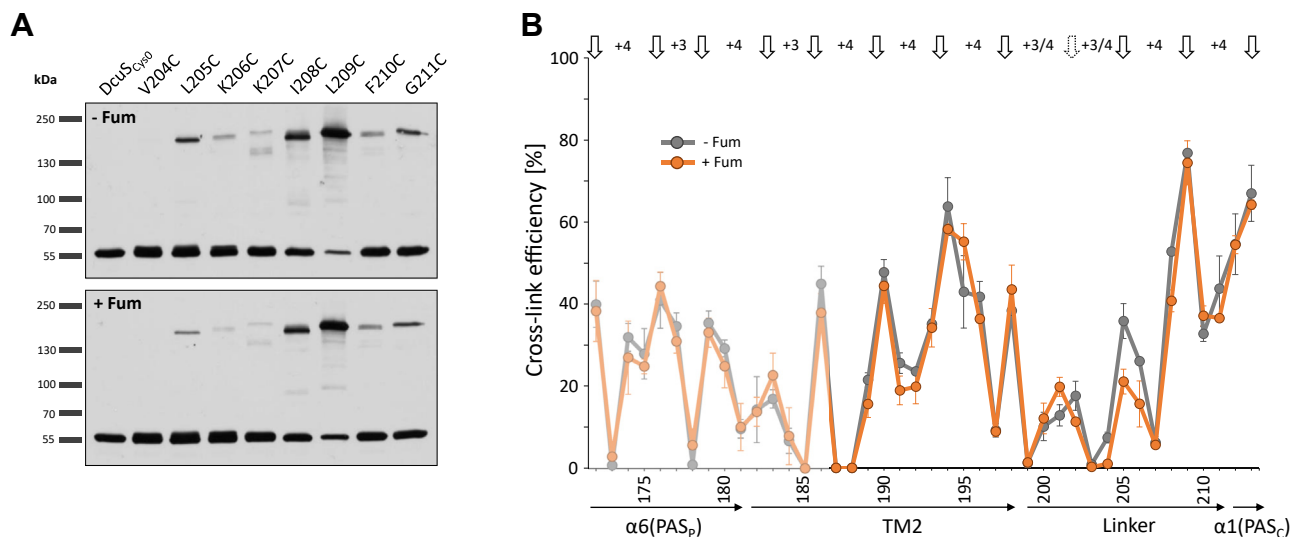 A
B
kDa
DcuS_Cys0 V204C L205C K206C K207C I208C L209C F210C G211C
- Fum
250
130
100
70
55
+ Fum
250
130
100
70
55
+4 +3 +4 +3 +4 +4 +4 +3/4 +3/4 +4 +4
Cross-link efficiency [%]
100
80
60
40
20
0
- Fum
+ Fum
175 180 185 190 195 200 205 210
α6(PAS_P) TM2 Linker α1(PAS_C)